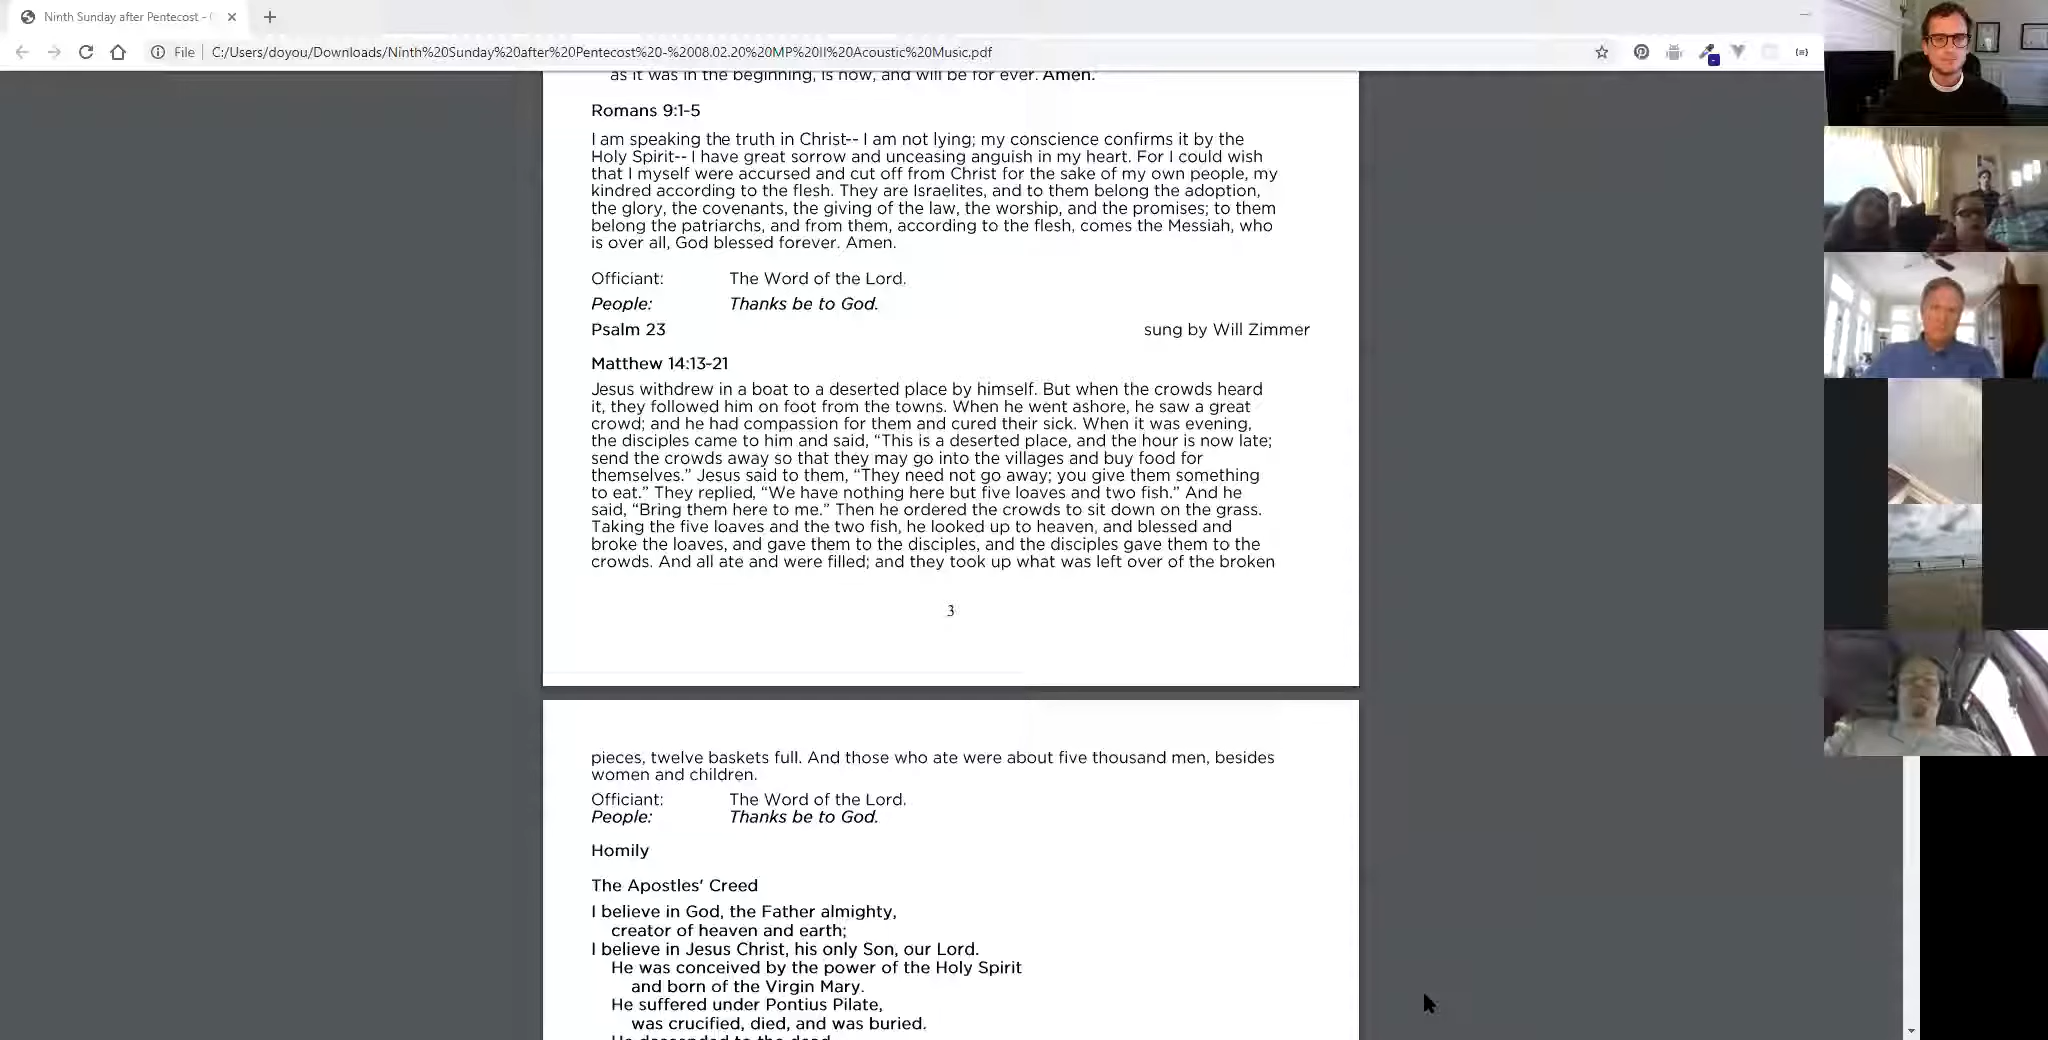 Ninth Sunday after Pentecost -
File
C:/Users/doyou/Downloads/Ninth%20Sunday%20after%20Pentecost%20-%2008.02.20%20MP%20II%20Acoustic%20Music.pdf
as it was in the beginning, is now, and will be for ever. Amen.
Romans 9:1-5
I am speaking the truth in Christ-- I am not lying; my conscience confirms it by the
Holy Spirit-- I have great sorrow and unceasing anguish in my heart. For I could wish
that I myself were accursed and cut off from Christ for the sake of my own people, my
kindred according to the flesh. They are Israelites, and to them belong the adoption,
the glory, the covenants, the giving of the law, the worship, and the promises; to them
belong the patriarchs, and from them, according to the flesh, comes the Messiah, who
is over all, God blessed forever. Amen.
Officiant: The Word of the Lord.
People: Thanks be to God.
Psalm 23 sung by Will Zimmer
Matthew 14:13-21
Jesus withdrew in a boat to a deserted place by himself. But when the crowds heard
it, they followed him on foot from the towns. When he went ashore, he saw a great
crowd; and he had compassion for them and cured their sick. When it was evening,
the disciples came to him and said, “This is a deserted place, and the hour is now late;
send the crowds away so that they may go into the villages and buy food for
themselves.” Jesus said to them, “They need not go away; you give them something
to eat.” They replied, “We have nothing here but five loaves and two fish.” And he
said, “Bring them here to me.” Then he ordered the crowds to sit down on the grass.
Taking the five loaves and the two fish, he looked up to heaven, and blessed and
broke the loaves, and gave them to the disciples, and the disciples gave them to the
crowds. And all ate and were filled; and they took up what was left over of the broken
3
pieces, twelve baskets full. And those who ate were about five thousand men, besides
women and children.
Officiant: The Word of the Lord.
People: Thanks be to God.
Homily
The Apostles’ Creed
I believe in God, the Father almighty,
creator of heaven and earth;
I believe in Jesus Christ, his only Son, our Lord.
He was conceived by the power of the Holy Spirit
and born of the Virgin Mary.
He suffered under Pontius Pilate,
was crucified, died, and was buried.
He descended to the dead.